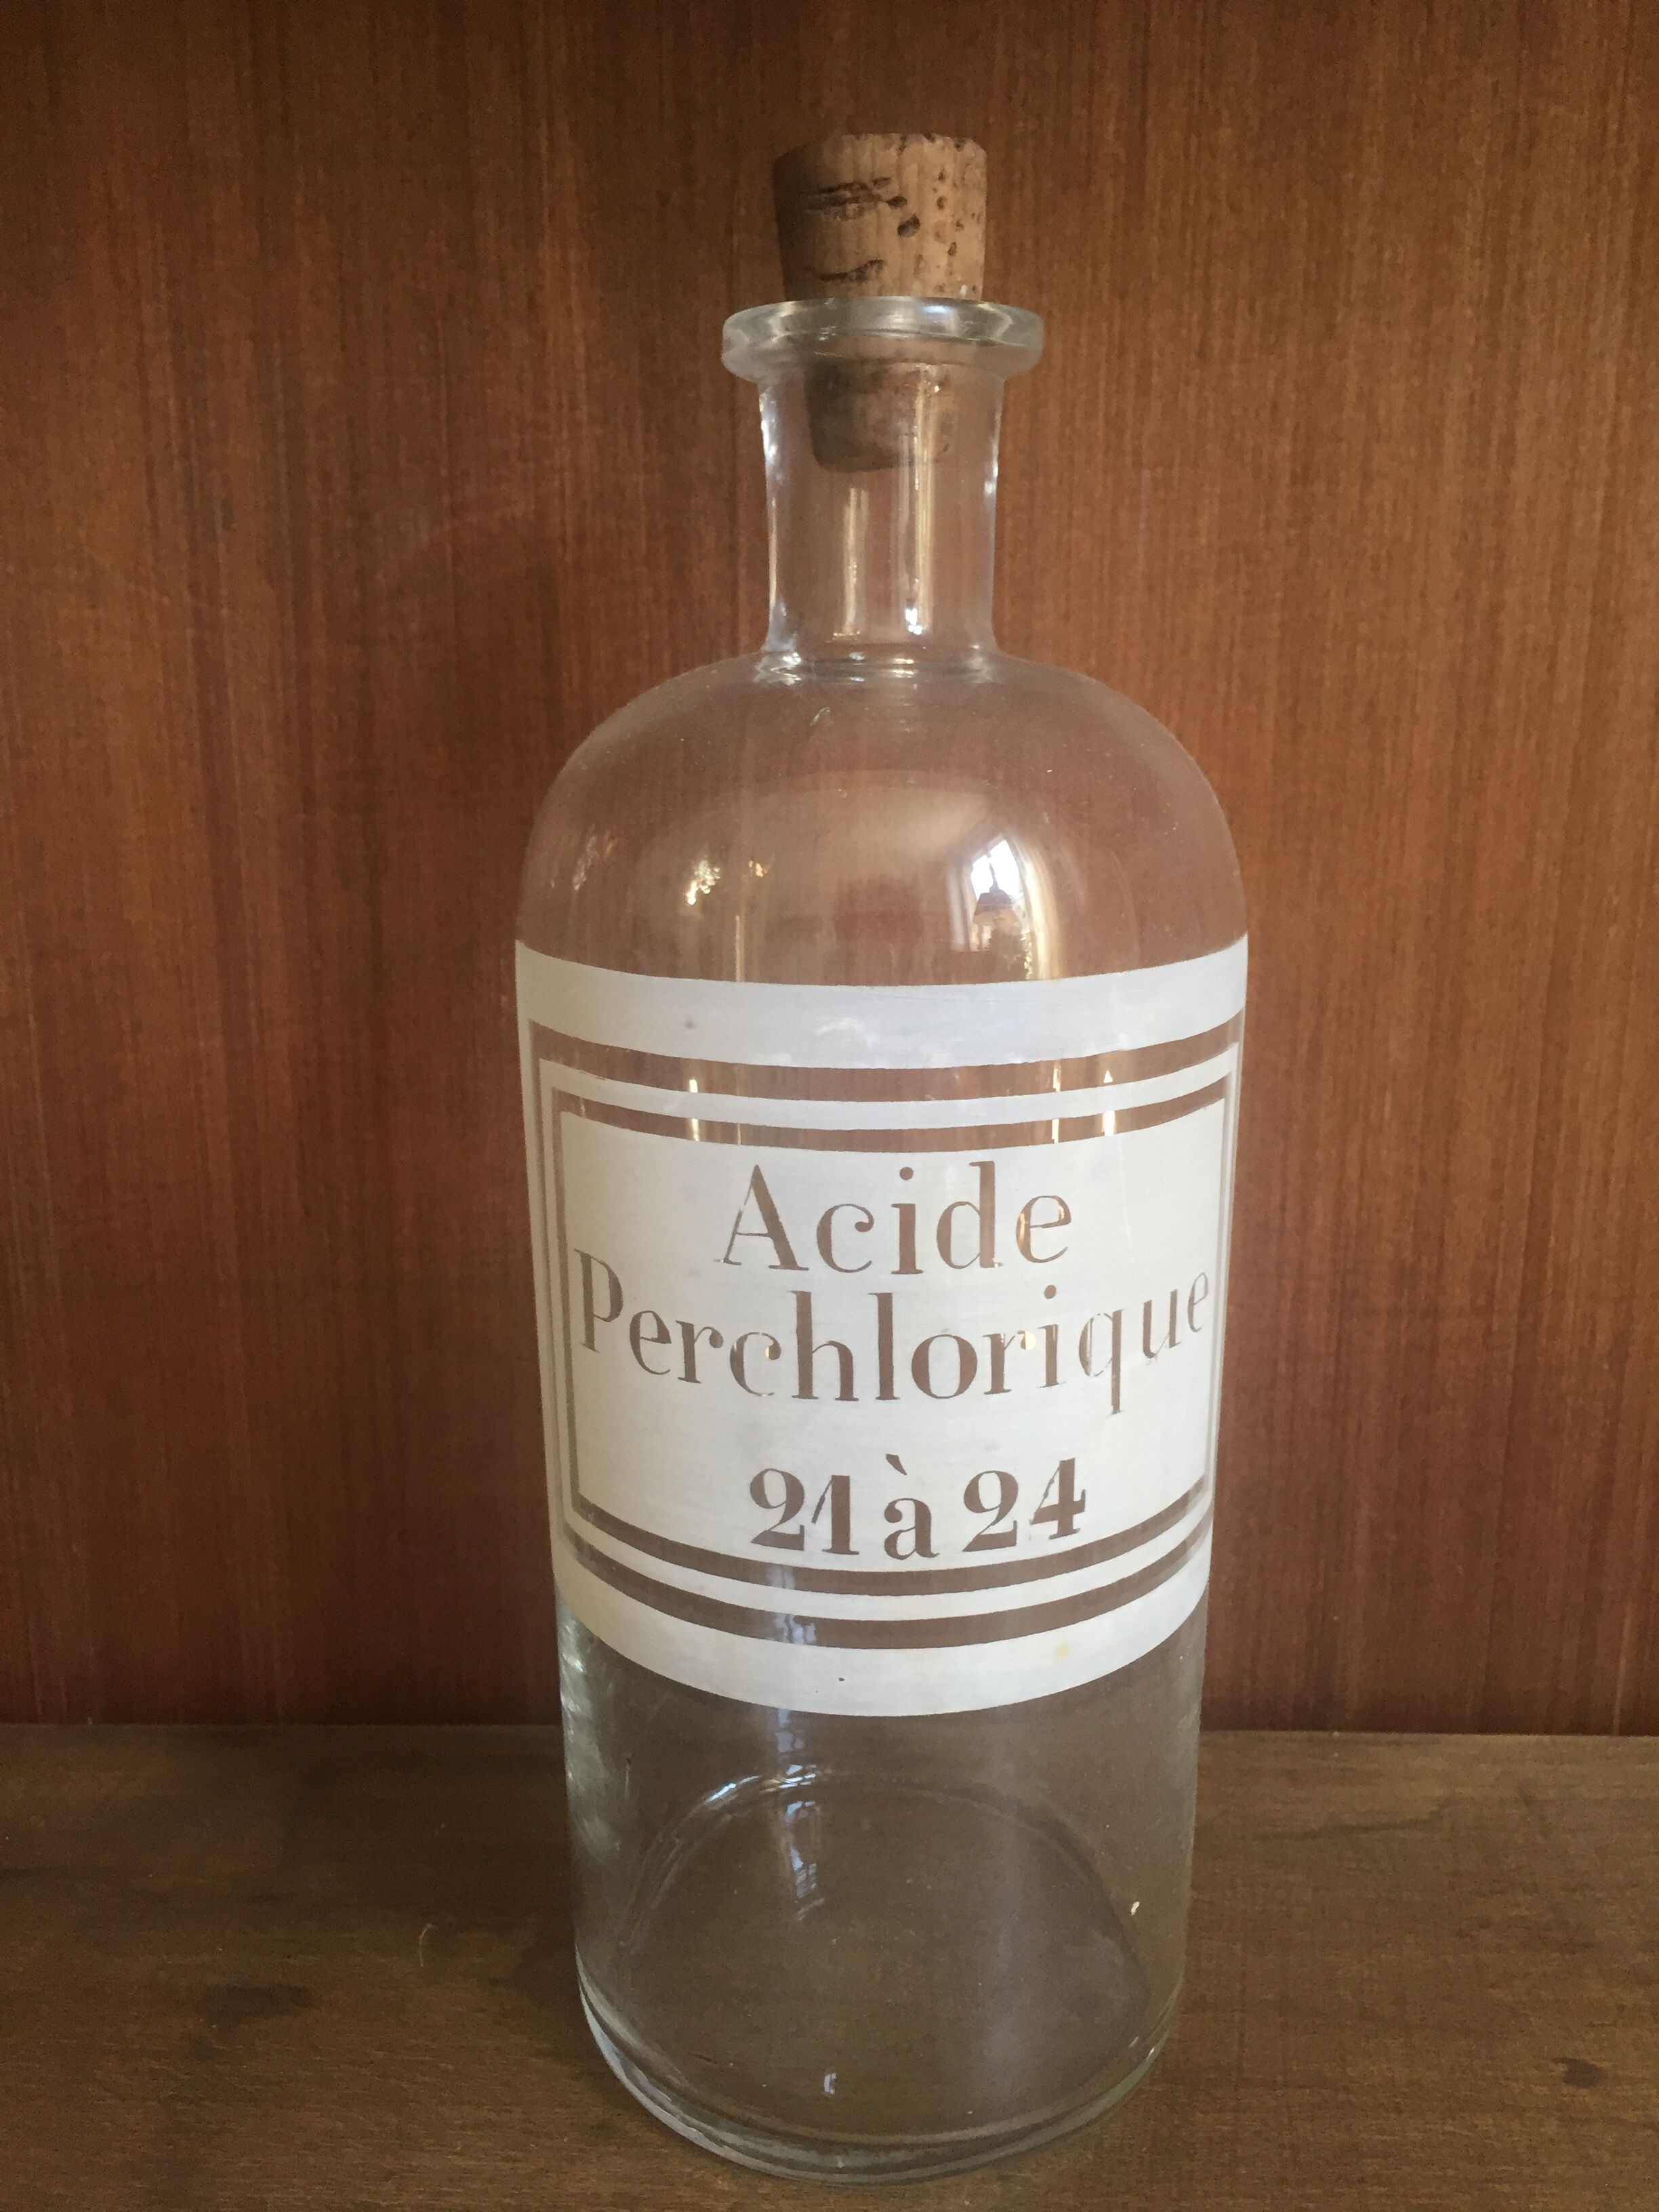 Acide
Perchlorique
21 à 24